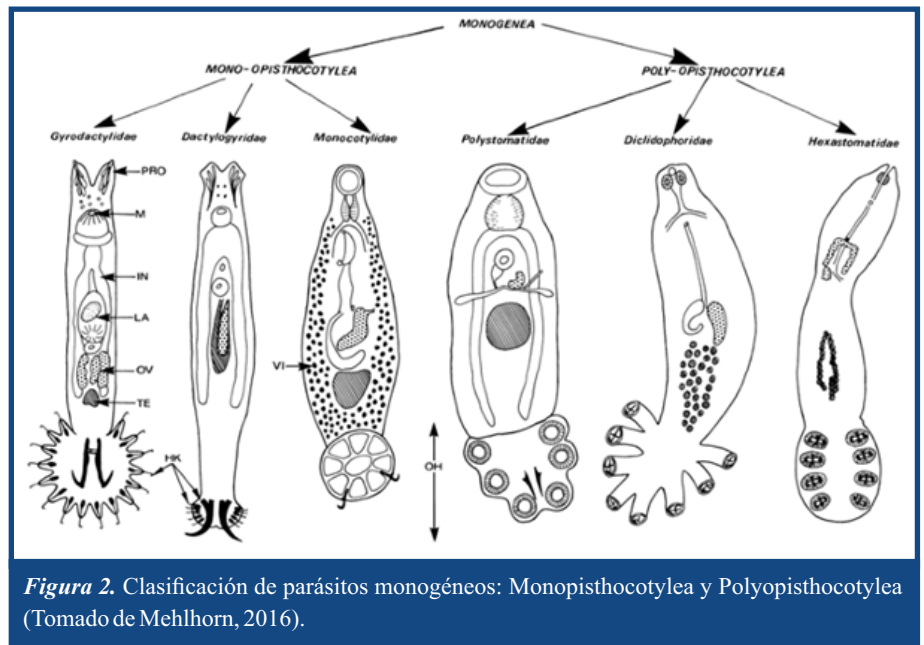 MONOGENEA
MONO-OPISTHOCOTYLEA
POLY-OPISTHOCOTYLEA
Gyrodactylidae
Dactylogyridae
Monocotylidae
Polystomatidae
Diclidophoridae
Hexastomatidae
PRO
M
IN
LA
OV
TE
HK
VI
OH
Figura 2. Clasificación de parásitos monogéneos: Monopisthocotylea y Polyopisthocotylea
(Tomado de Mehlhorn, 2016).